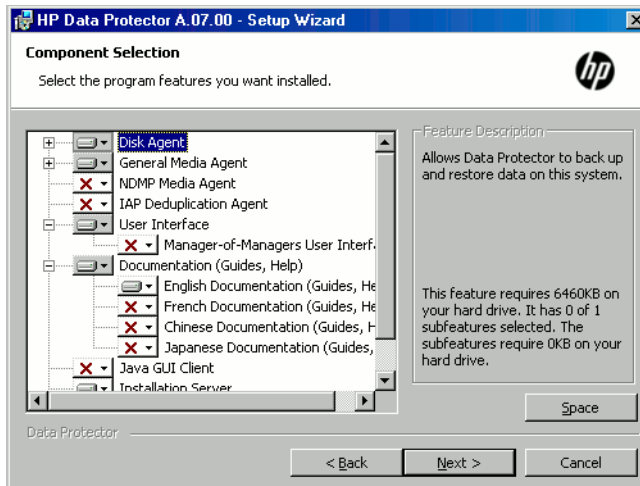 HP Data Protector A.07.00 - Setup Wizard
Component Selection
Select the program features you want installed.
hp
Disk Agent
General Media Agent
NDMP Media Agent
IAP Deduplication Agent
User Interface
Manager-of-Managers User Interf
Documentation (Guides, Help)
English Documentation (Guides, He
French Documentation (Guides, He
Chinese Documentation (Guides, H
Japanese Documentation (Guides,
Java GUI Client
Installation Server
Feature Description
Allows Data Protector to back up
and restore data on this system.
This feature requires 6460KB on
your hard drive. It has 0 of 1
subfeatures selected. The
subfeatures require 0KB on your
hard drive.
Space
Data Protector
< Back
Next >
Cancel